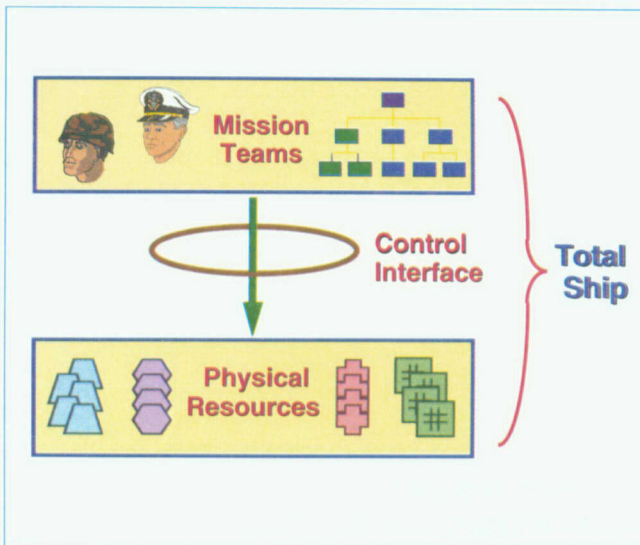 Mission
Teams
Control
Interface
Total
Ship
Physical
Resources